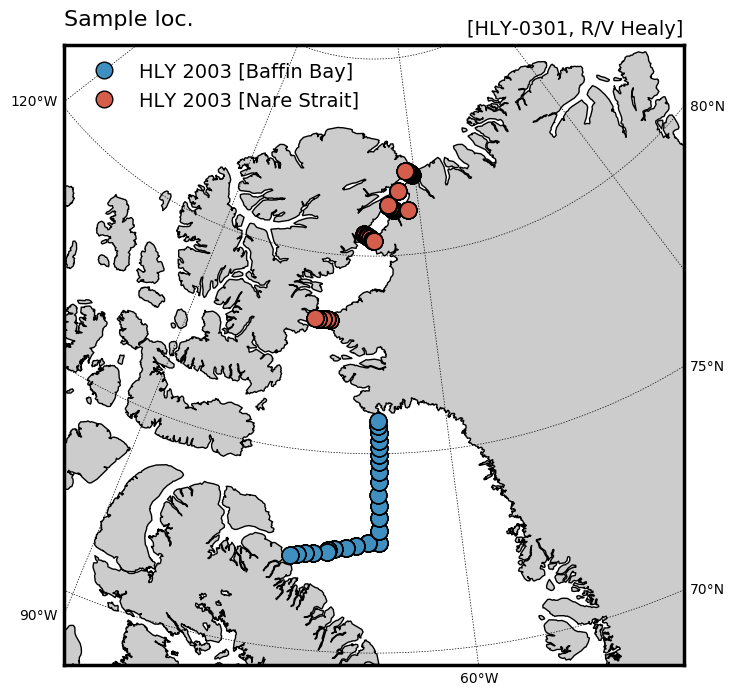 Sample loc.
[HLY-0301, R/V Healy]
HLY 2003 [Baffin Bay]
HLY 2003 [Nare Strait]
120°W
80°N
75°N
70°N
90°W
60°W